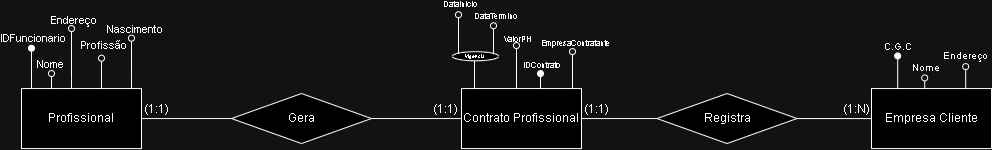 DataInicio
DataTermino
Endereço
Nascimento
IDFuncionario
Profissão
ValorPH
EmpresaContratante
C.G.C
Nome
Vigencia
IDContrato
Nome
Endereço
Profissional
(1:1)
Gera
(1:1)
Contrato Profissional
(1:1)
Registra
(1:N)
Empresa Cliente